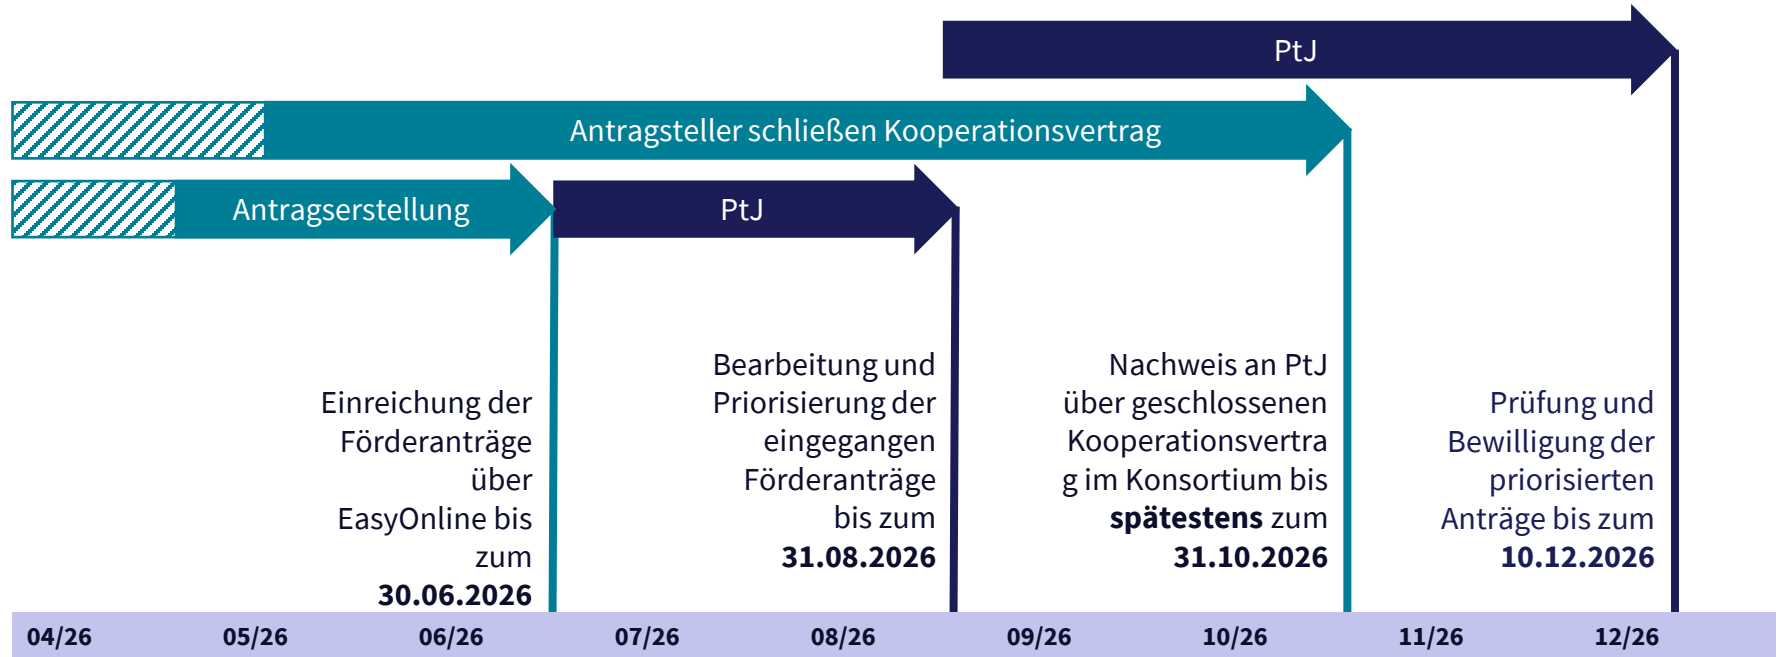 PtJ
Antragsteller schließen Kooperationsvertrag
Antragserstellung
PtJ
Einreichung der
Förderanträge
über
EasyOnline bis
zum
30.06.2026
Bearbeitung und
Priorisierung der
eingegangen
Förderanträge
bis zum
31.08.2026
Nachweis an PtJ
über geschlossenen
Kooperationsvertra
g im Konsortium bis
spätestens zum
31.10.2026
Prüfung und
Bewilligung der
priorisierten
Anträge bis zum
10.12.2026
04/26 05/26 06/26 07/26 08/26 09/26 10/26 11/26 12/26